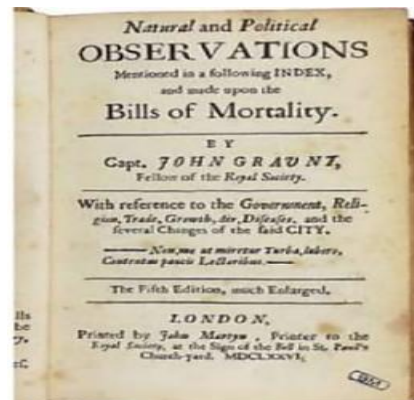 Natural and Political
OBSERVATIONS
Mentioned in a following INDEX,
and made upon the
Bills of Mortality.
BY
Capt. JOHN GRAUNT,
Fellow of the Royal Society.
With reference to the Government, Reli-
gion, Trade, Growth, Air, Diseases, and the
several Changes of the said CITY.
me ut miretur Turba, laboro,
Contentus paucis Lectoribus.
The Fifth Edition, much Enlarged.
LONDON,
Printed by John Martyn, Printer to the
Royal Society, at the Sign of the Bell in St. Paul's
Church-yard. MDCLXXVI.